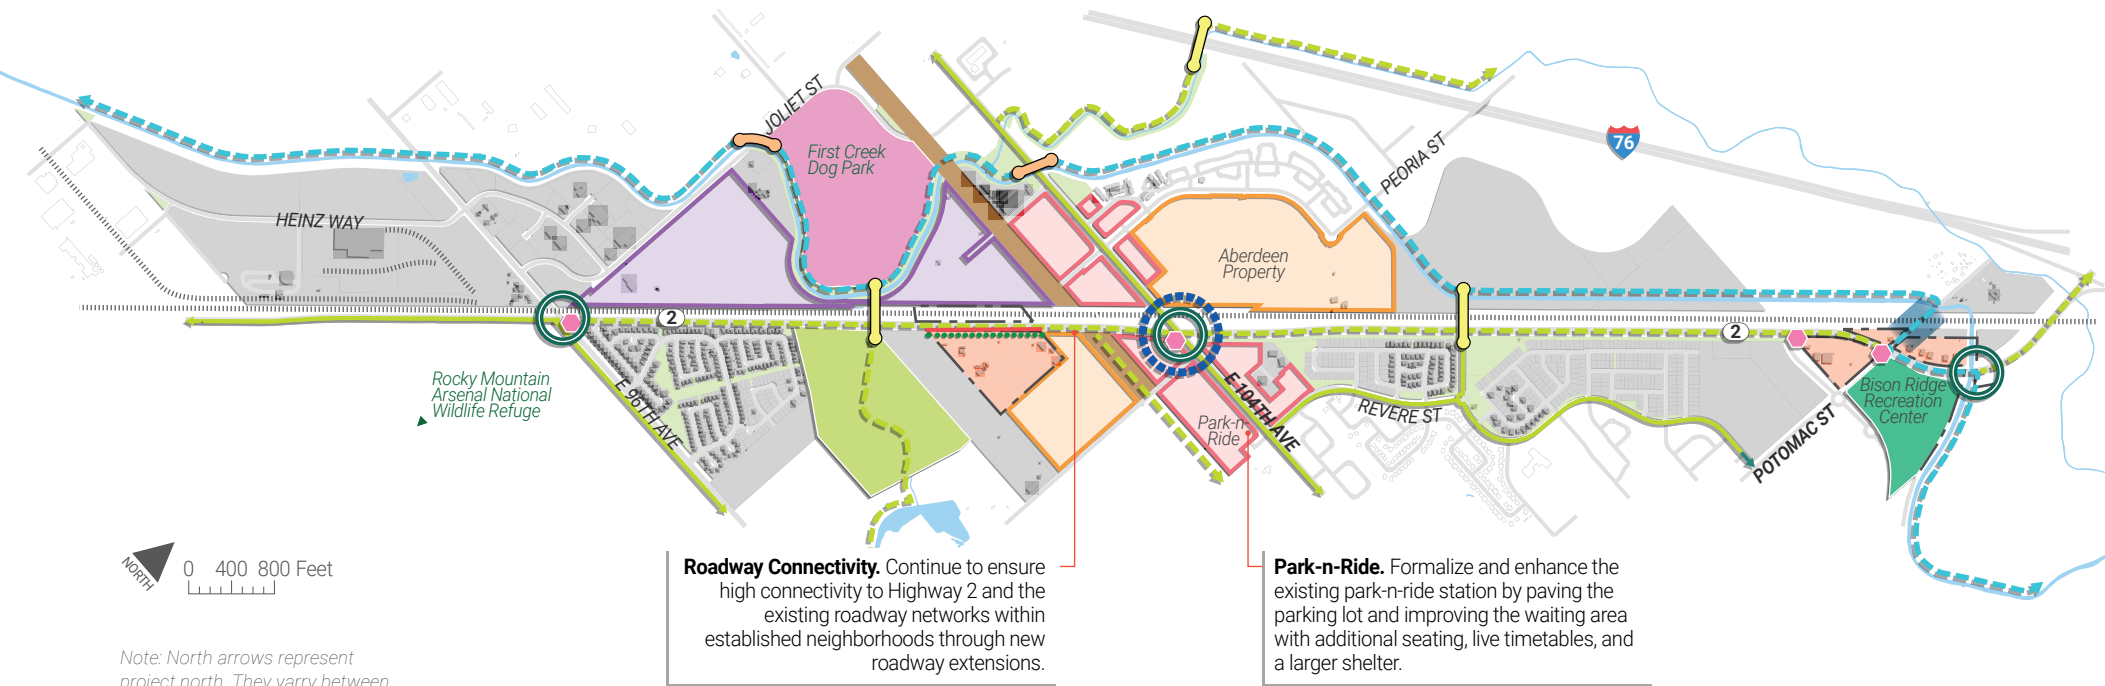 JOLIET ST
First Creek
Dog Park
PEORIA ST
76
HEINZ WAY
Aberdeen
Property
2
2
Rocky Mountain
Arsenal National
Wildlife Refuge
E 96TH AVE
E 104TH AVE
Park-n-
Ride
REVERE ST
POTOMAC ST
Bison Ridge
Recreation
Center
NORTH
0 400 800 Feet
Roadway Connectivity. Continue to ensure
high connectivity to Highway 2 and the
existing roadway networks within
established neighborhoods through new
roadway extensions.
Park-n-Ride. Formalize and enhance the
existing park-n-ride station by paving the
parking lot and improving the waiting area
with additional seating, live timetables, and
a larger shelter.
Note: North arrows represent
project north. They varry between